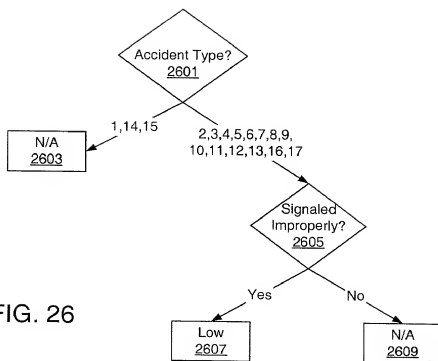 Accident Type?
2601
1,14,15
2,3,4,5,6,7,8,9,
10,11,12,13,16,17
N/A
2603
Signaled
Improperly?
2605
Yes
No
FIG. 26
Low
2607
N/A
2609